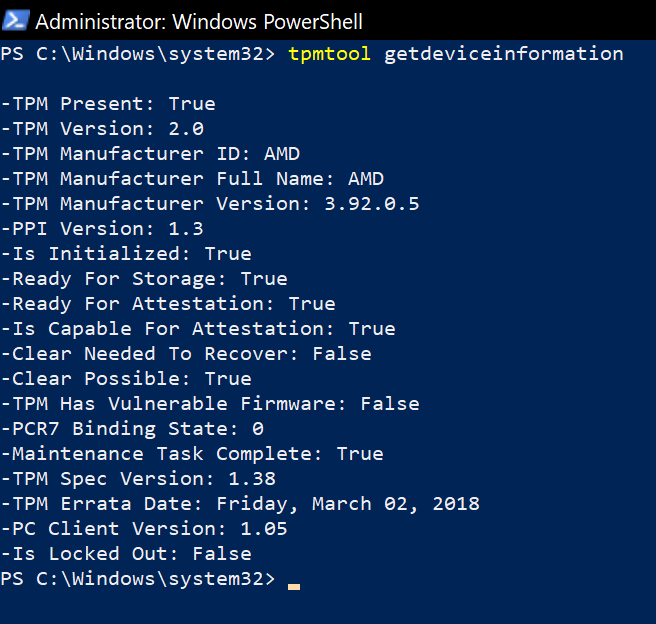 Administrator: Windows PowerShell
PS C:\Windows\system32> tpmtool getdeviceinformation
-TPM Present: True
-TPM Version: 2.0
-TPM Manufacturer ID: AMD
-TPM Manufacturer Full Name: AMD
-TPM Manufacturer Version: 3.92.0.5
-PPI Version: 1.3
-Is Initialized: True
-Ready For Storage: True
-Ready For Attestation: True
-Is Capable For Attestation: True
-Clear Needed To Recover: False
-Clear Possible: True
-TPM Has Vulnerable Firmware: False
-PCR7 Binding State: 0
-Maintenance Task Complete: True
-TPM Spec Version: 1.38
-TPM Errata Date: Friday, March 02, 2018
-PC Client Version: 1.05
-Is Locked Out: False
PS C:\Windows\system32>